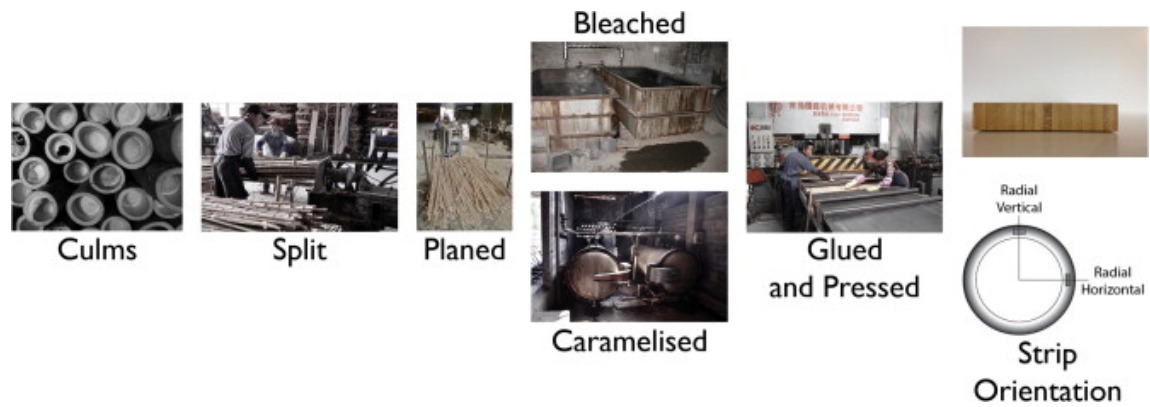 Bleached
Culms
Split
Planed
Caramelised
Glued
and Pressed
Radial
Vertical
Radial
Horizontal
Strip
Orientation